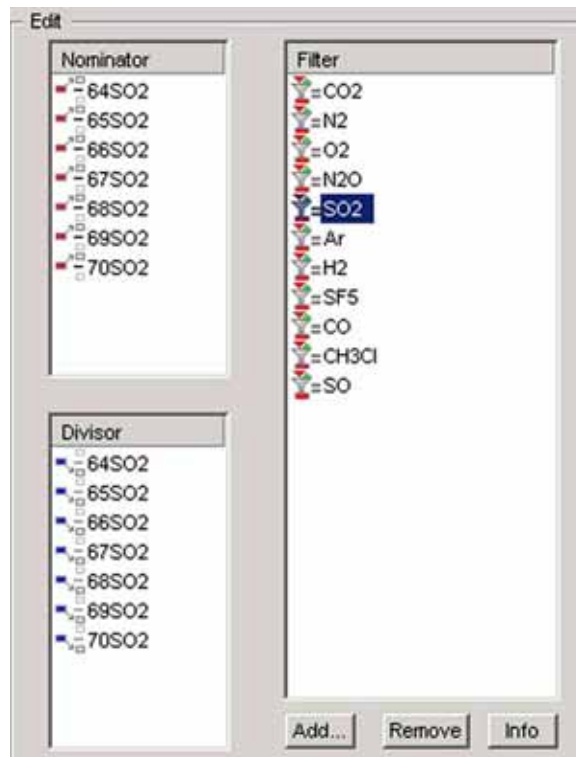 Edit
Nominator
64SO2
65SO2
66SO2
67SO2
68SO2
69SO2
70SO2
Divisor
64SO2
65SO2
66SO2
67SO2
68SO2
69SO2
70SO2
Filter
=CO2
=N2
=O2
=N2O
=SO2
=Ar
=H2
=SF5
=CO
=CH3Cl
=SO
Add...
Remove
Info